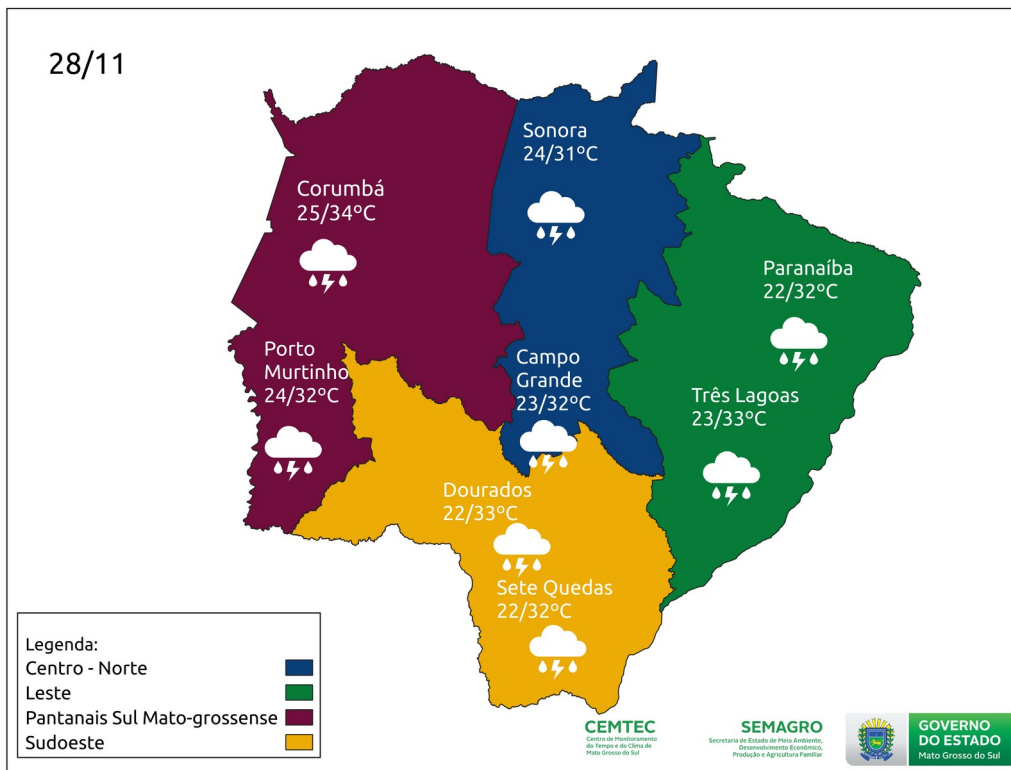 28/11
Sonora
24/31ºC
Corumbá
25/34ºC
Paranaíba
22/32ºC
Porto
Murtinho
24/32ºC
Campo
Grande
23/32ºC
Três Lagoas
23/33ºC
Dourados
22/33ºC
Sete Quedas
22/32ºC
Legenda:
Centro - Norte
Leste
Pantanais Sul Mato-grossense
Sudoeste
CEMTEC
Centro de Monitoramento
do Tempo e do Clima de
Mato Grosso do Sul
SEMAGRO
Secretaria de Estado de Meio Ambiente,
Desenvolvimento Econômico,
Produção e Agricultura Familiar
GOVERNO
DO ESTADO
Mato Grosso do Sul